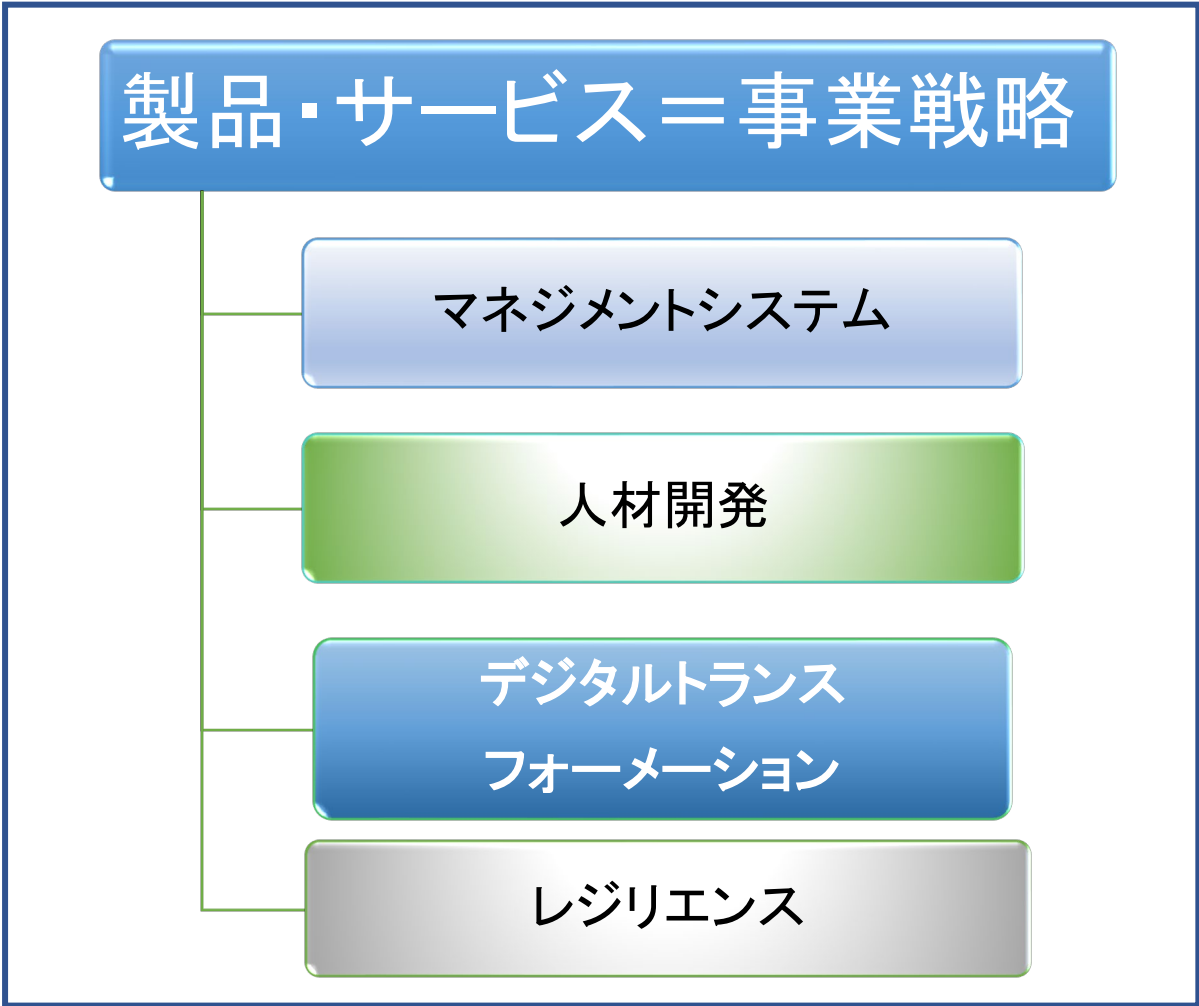 製品・サービス＝事業戦略
マネジメントシステム
人材開発
デジタルトランス
フォーメーション
レジリエンス